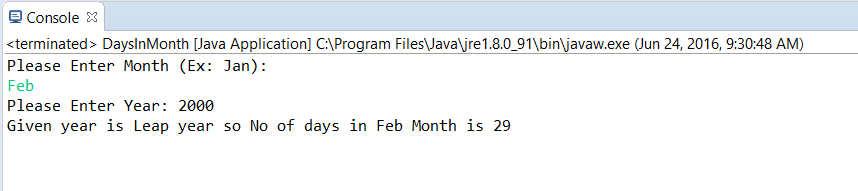 Console
<terminated> DaysInMonth [Java Application] C:\Program Files\Java\jre1.8.0_91\bin\javaw.exe (Jun 24, 2016, 9:30:48 AM)
Please Enter Month (Ex: Jan):
Feb
Please Enter Year: 2000
Given year is Leap year so No of days in Feb Month is 29